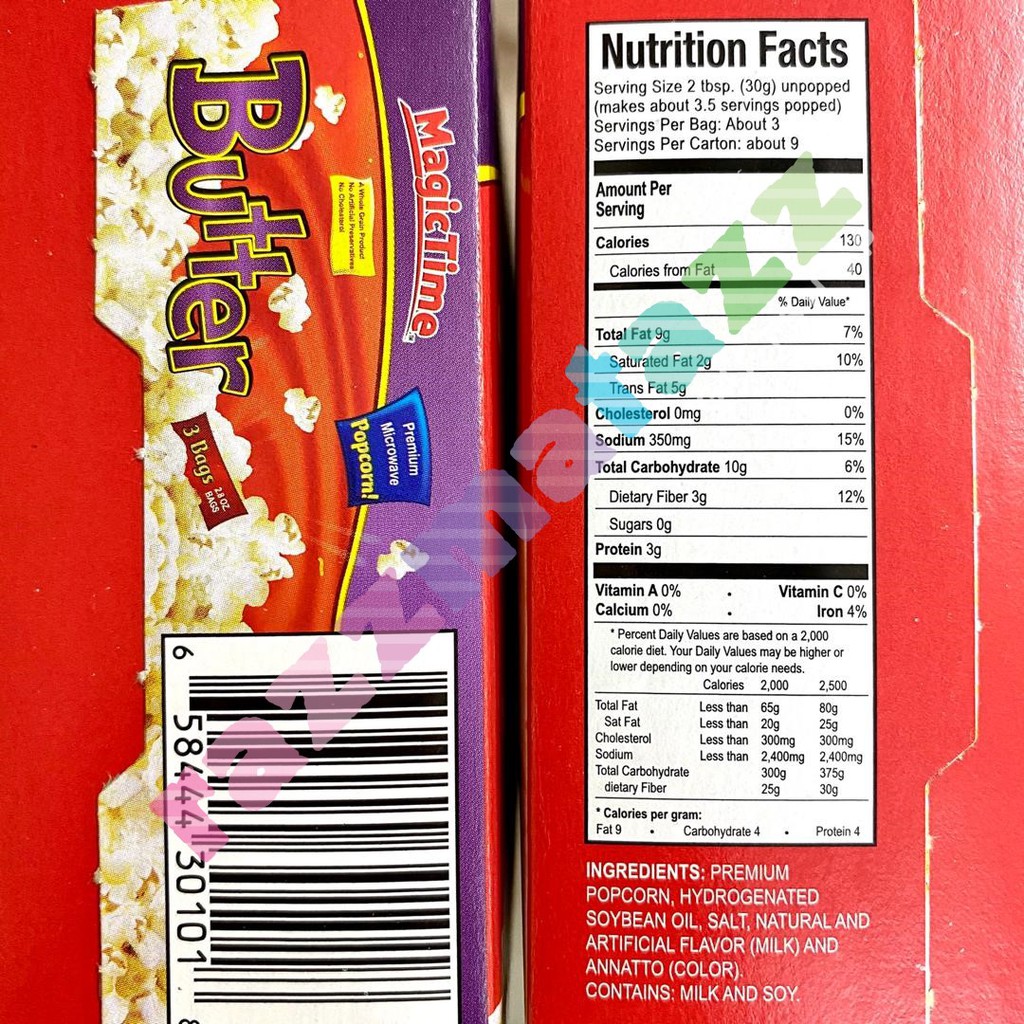 Butter
MagicTime
A Whole Grain Product
No Artificial Preservatives
No Cholesterol
Premium
Microwave
Popcorn!
3 Bags 2.8 OZ.
BAGS
6 58444 30101 8
razzmatazz
Nutrition Facts
Serving Size 2 tbsp. (30g) unpopped
(makes about 3.5 servings popped)
Servings Per Bag: About 3
Servings Per Carton: about 9
Amount Per
Serving
Calories 130
Calories from Fat 40
% Daily Value*
Total Fat 9g 7%
Saturated Fat 2g 10%
Trans Fat 5g
Cholesterol 0mg 0%
Sodium 350mg 15%
Total Carbohydrate 10g 6%
Dietary Fiber 3g 12%
Sugars 0g
Protein 3g
Vitamin A 0% • Vitamin C 0%
Calcium 0% • Iron 4%
* Percent Daily Values are based on a 2,000
calorie diet. Your Daily Values may be higher or
lower depending on your calorie needs.
Calories 2,000 2,500
Total Fat Less than 65g 80g
Sat Fat Less than 20g 25g
Cholesterol Less than 300mg 300mg
Sodium Less than 2,400mg 2,400mg
Total Carbohydrate 300g 375g
dietary Fiber 25g 30g
* Calories per gram:
Fat 9 • Carbohydrate 4 • Protein 4
INGREDIENTS: PREMIUM
POPCORN, HYDROGENATED
SOYBEAN OIL, SALT, NATURAL AND
ARTIFICIAL FLAVOR (MILK) AND
ANNATTO (COLOR).
CONTAINS: MILK AND SOY.